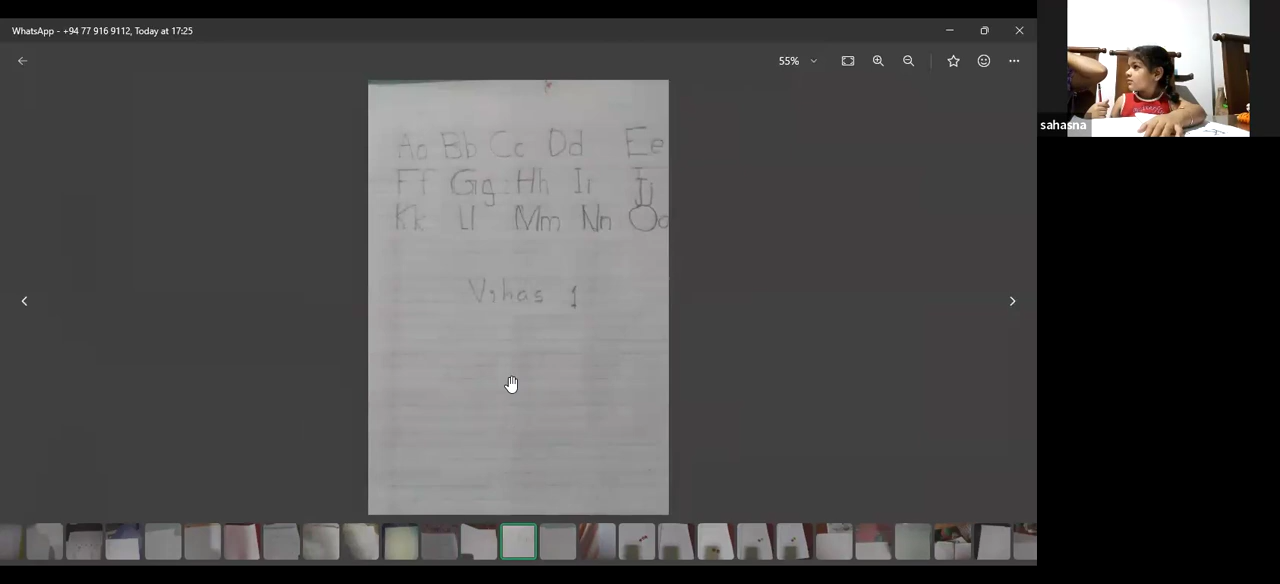 WhatsApp - +94 77 916 9112, Today at 17:25
55%
sahasna
Aa Bb Cc Dd Ee
Ff Gg Hh Ii Jj
Kk Ll Mm Nn Oo
Vihas 1